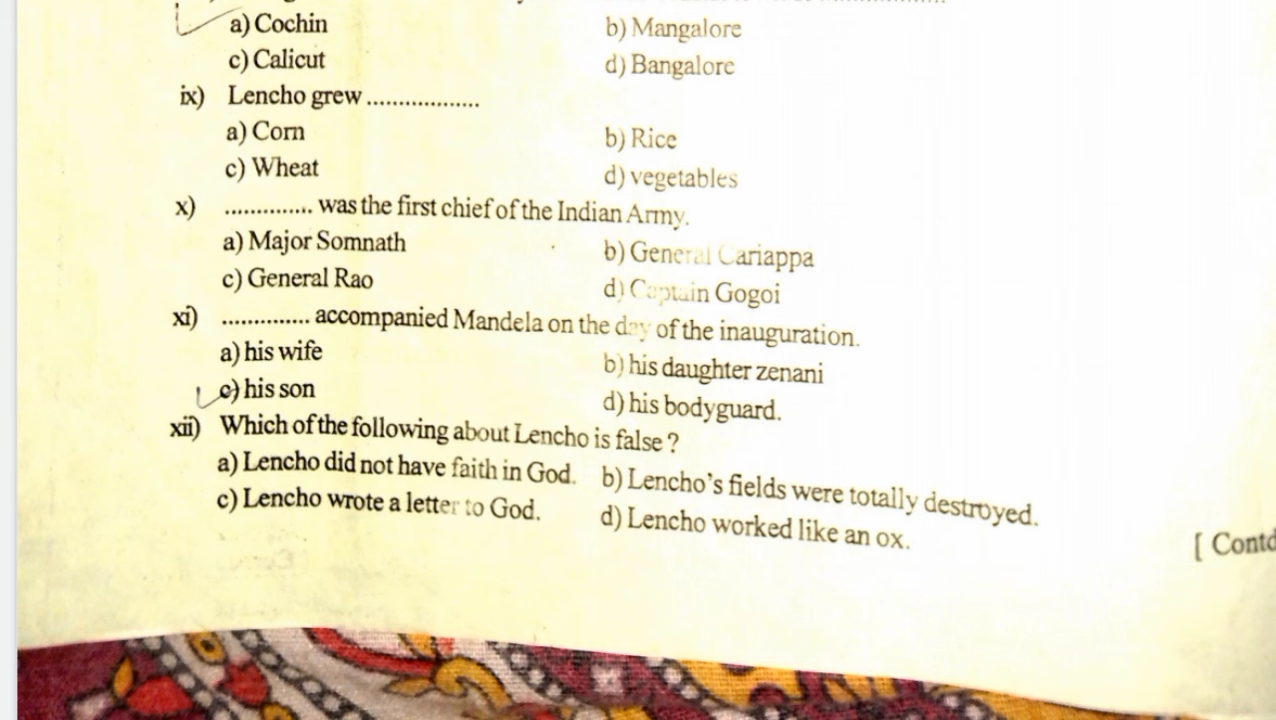 a) Cochin b) Mangalore
c) Calicut d) Bangalore
ix) Lencho grew ..................
a) Corn b) Rice
c) Wheat d) vegetables
x) .............. was the first chief of the Indian Army.
a) Major Somnath b) General Cariappa
c) General Rao d) Captain Gogoi
xi) .............. accompanied Mandela on the day of the inauguration.
a) his wife b) his daughter zenani
c) his son d) his bodyguard.
xii) Which of the following about Lencho is false ?
a) Lencho did not have faith in God. b) Lencho's fields were totally destroyed.
c) Lencho wrote a letter to God. d) Lencho worked like an ox.
[ Contd